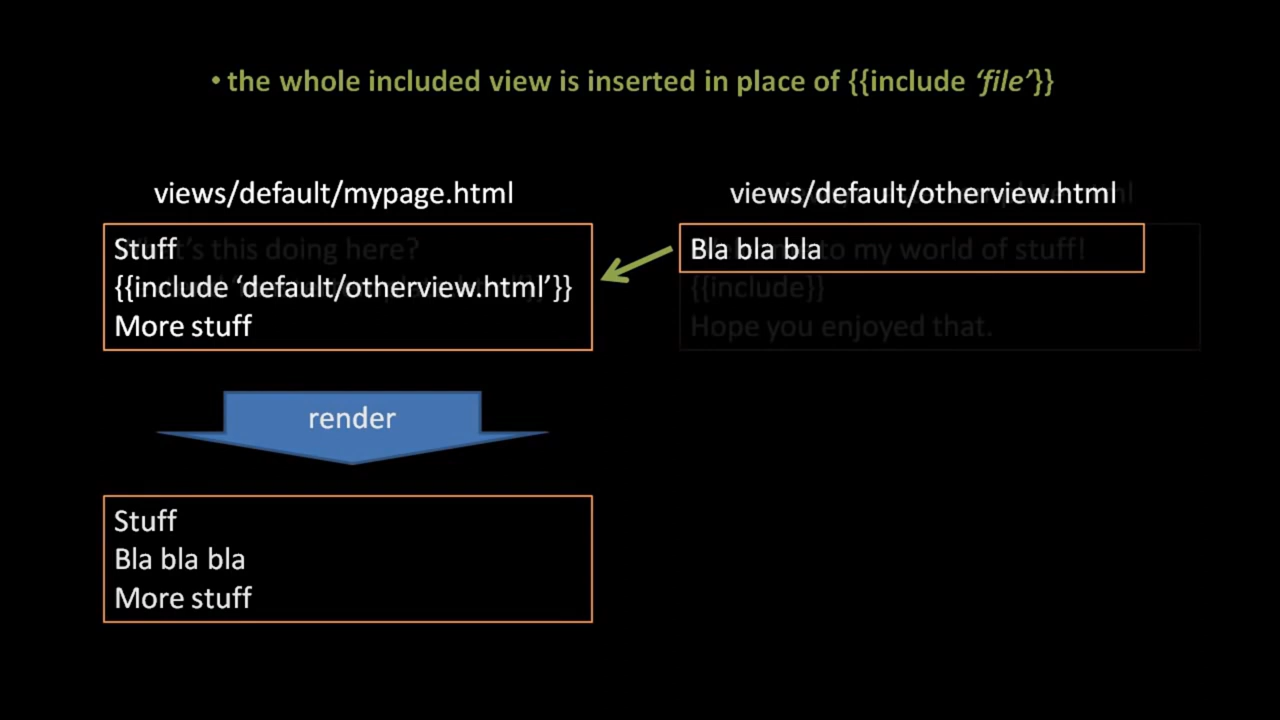 • the whole included view is inserted in place of {{include ‘file’}}
views/default/mypage.html
views/default/otherview.html
Stuff
{{include ‘default/otherview.html’}}
More stuff
Bla bla bla
render
Stuff
Bla bla bla
More stuff